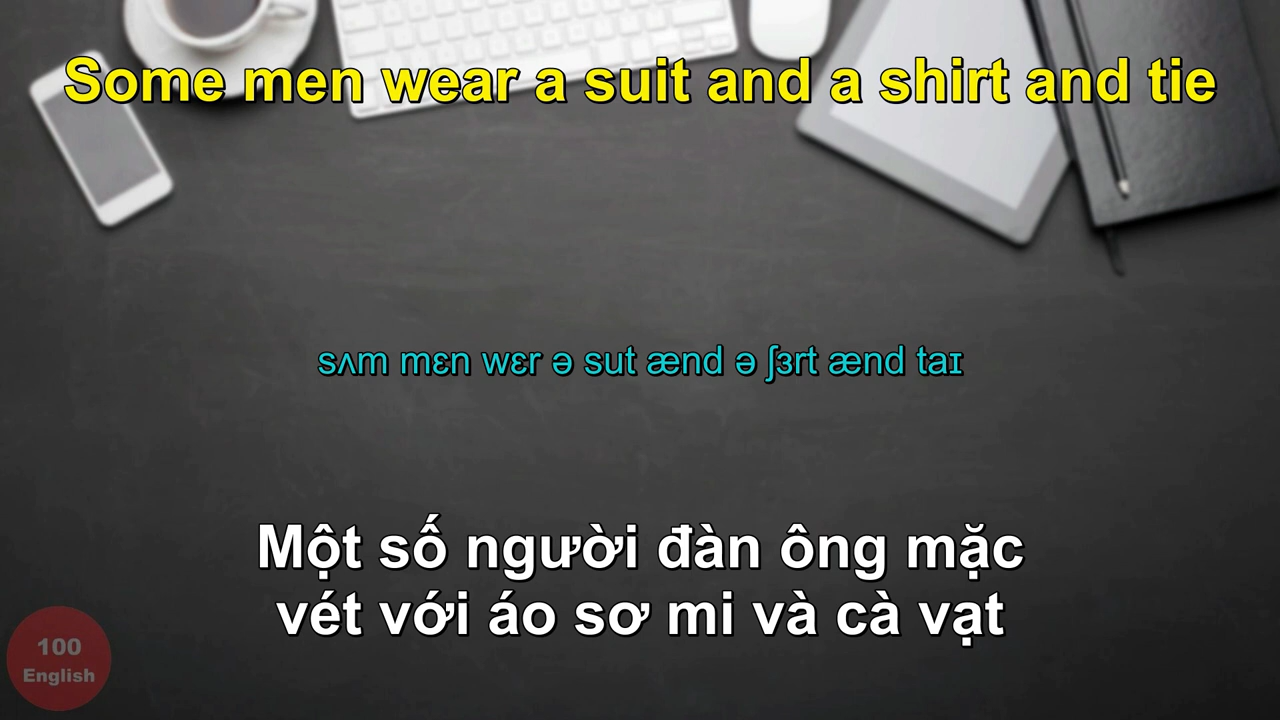 Some men wear a suit and a shirt and tie
sʌm mɛn wɛr ə sut ænd ə ʃɜrt ænd taɪ
Một số người đàn ông mặc
vét với áo sơ mi và cà vạt
100
English